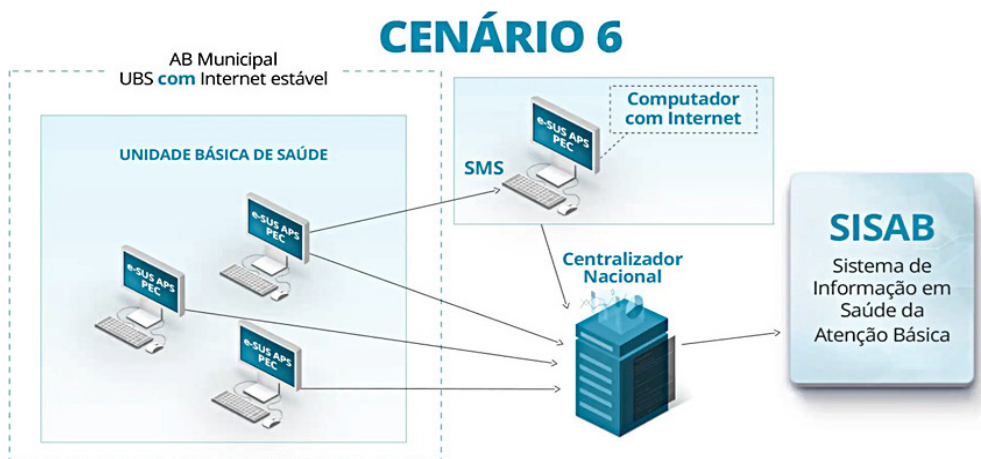 CENÁRIO 6
AB Municipal
UBS com Internet estável
UNIDADE BÁSICA DE SAÚDE
e-SUS APS
PEC
e-SUS APS
PEC
e-SUS APS
PEC
e-SUS APS
PEC
SMS
Computador
com Internet
Centralizador
Nacional
SISAB
Sistema de
Informação em
Saúde da
Atenção Básica